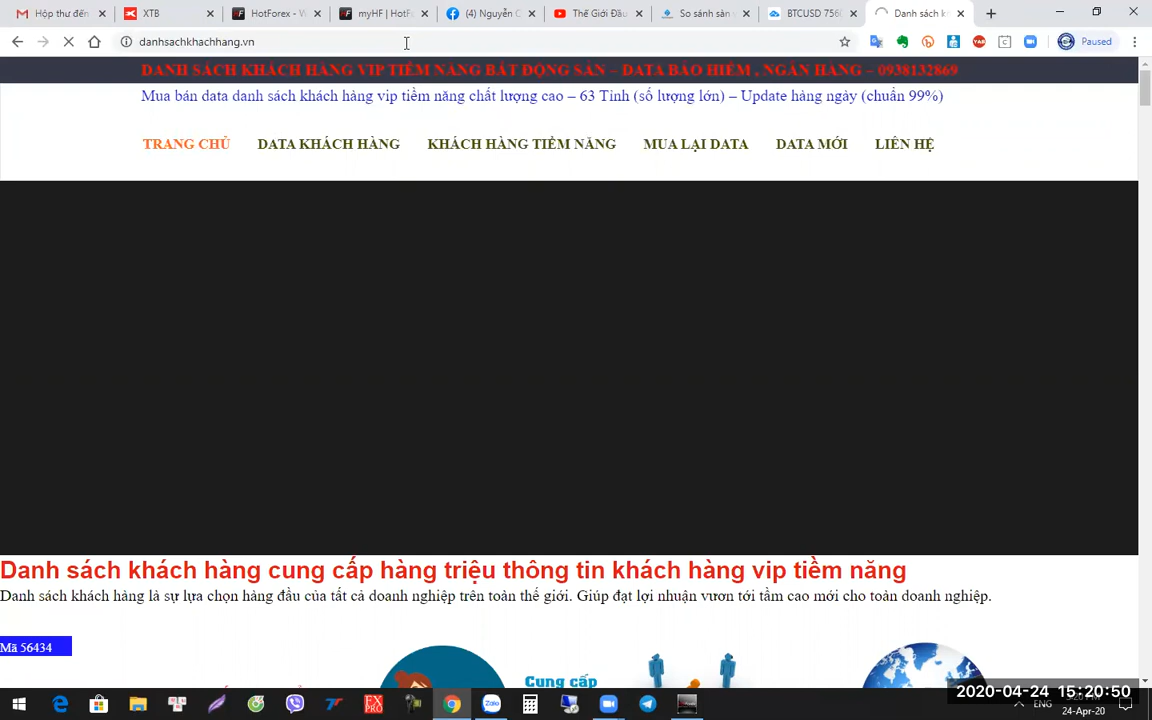 Hộp thư đến
XTB
HotForex - W
myHF | HotFo
(4) Nguyễn Q
Thế Giới Đầu
So sánh sàn v
BTCUSD 7568
Danh sách kh
danhsachkhachhang.vn
Paused
DANH SÁCH KHÁCH HÀNG VIP TIỀM NĂNG BẤT ĐỘNG SẢN – DATA BẢO HIỂM , NGÂN HÀNG – 0938132869
Mua bán data danh sách khách hàng vip tiềm năng chất lượng cao – 63 Tỉnh (số lượng lớn) – Update hàng ngày (chuẩn 99%)
TRANG CHỦ
DATA KHÁCH HÀNG
KHÁCH HÀNG TIỀM NĂNG
MUA LẠI DATA
DATA MỚI
LIÊN HỆ
Danh sách khách hàng cung cấp hàng triệu thông tin khách hàng vip tiềm năng
Danh sách khách hàng là sự lựa chọn hàng đầu của tất cả doanh nghiệp trên toàn thế giới. Giúp đạt lợi nhuận vươn tới tầm cao mới cho toàn doanh nghiệp.
Mã 56434
Cung cấp
2020-04-24 15:20:50
ENG
24-Apr-20